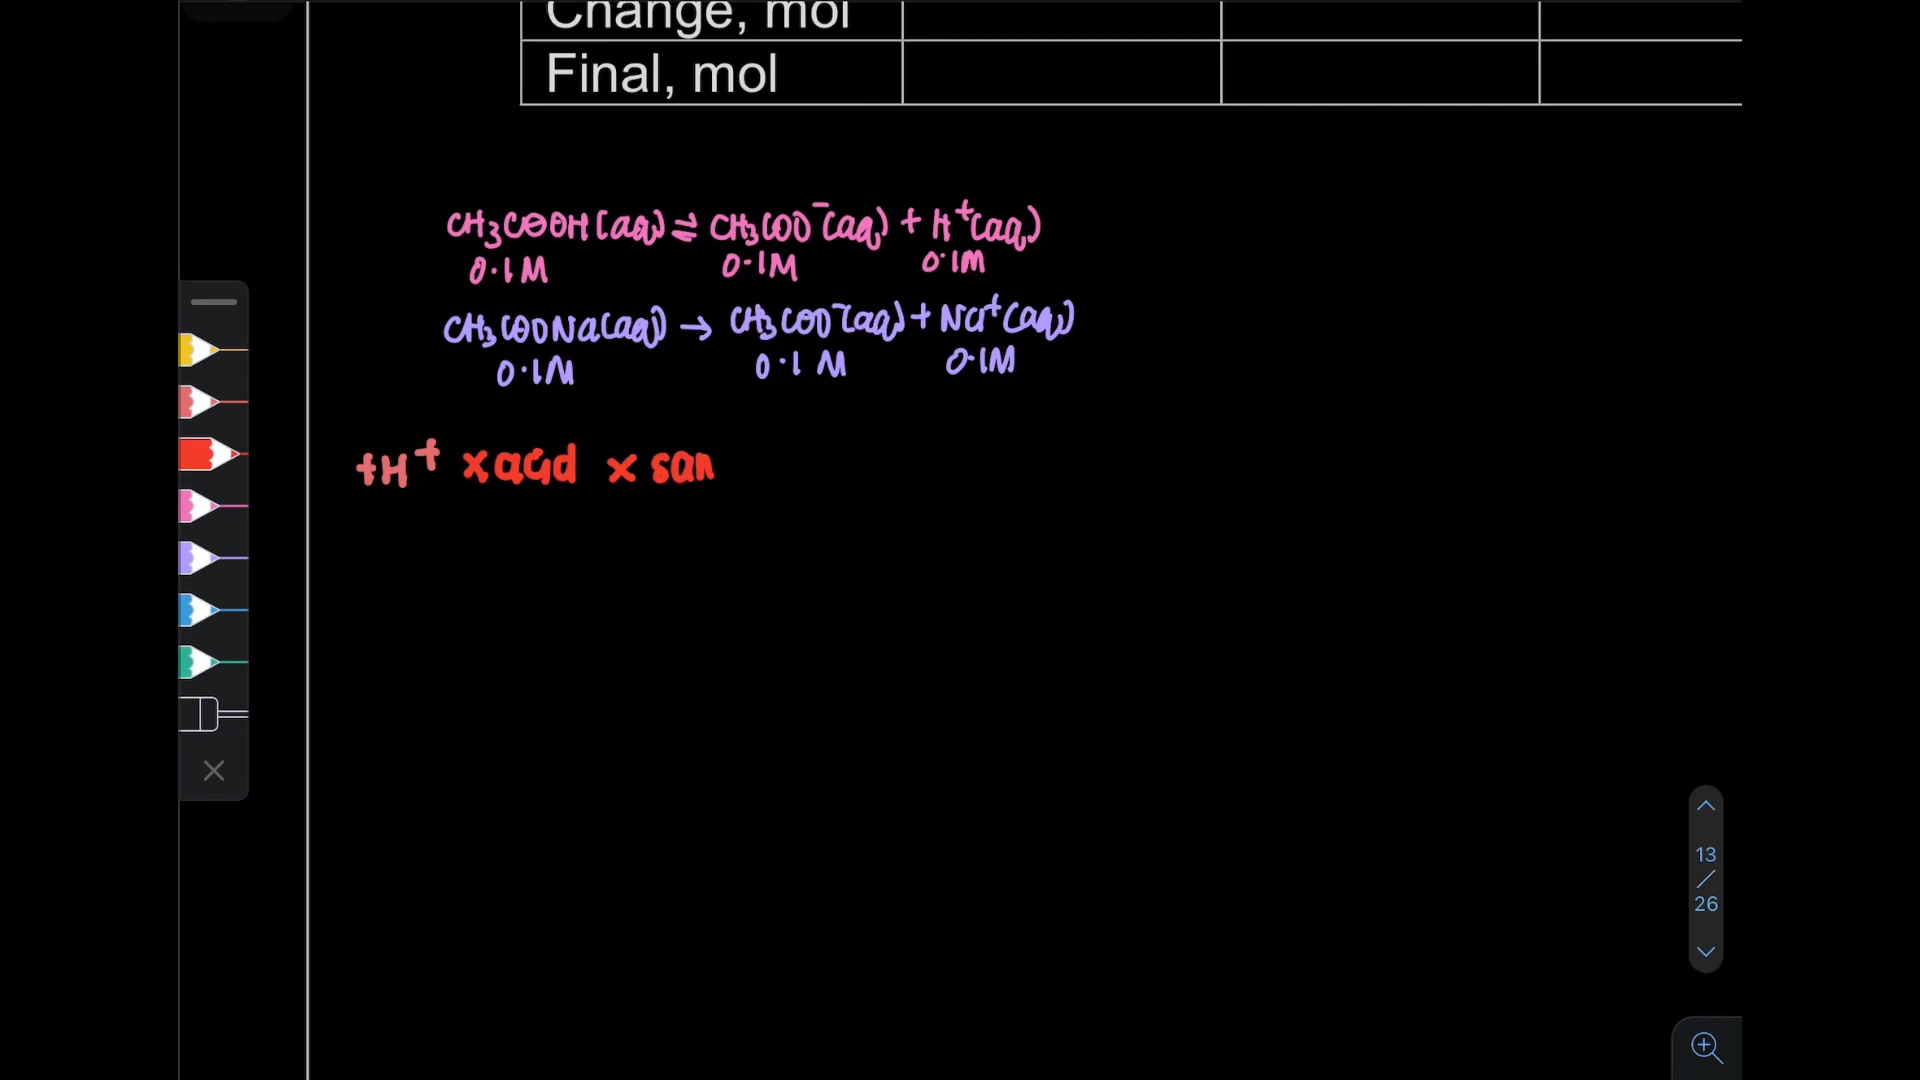 Change, mol
Final, mol
CH₃COOH(aq) ⇌ CH₃COO⁻(aq) + H⁺(aq)
0.1M 0.1M 0.1M
CH₃COONa(aq) → CH₃COO⁻(aq) + Na⁺(aq)
0.1M 0.1 M 0.1M
+H⁺ x acid x san
13
/
26